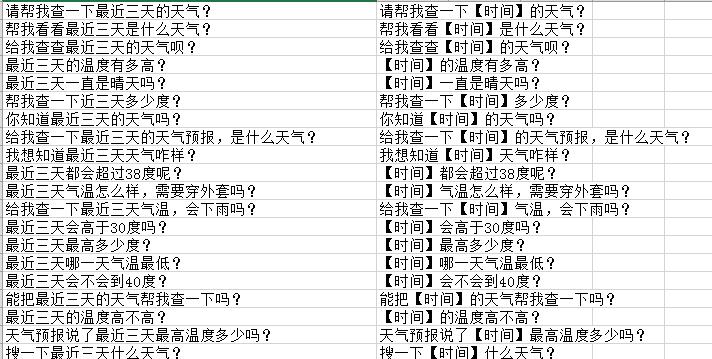 请帮我查一下最近三天的天气？ 请帮我查一下【时间】的天气？
帮我看看最近三天是什么天气？ 帮我看看【时间】是什么天气？
给我查查最近三天的天气呗？ 给我查查【时间】的天气呗？
最近三天的温度有多高？ 【时间】的温度有多高？
最近三天一直是晴天吗？ 【时间】一直是晴天吗？
帮我查一下近三天多少度？ 帮我查一下【时间】多少度？
你知道最近三天的天气吗？ 你知道【时间】的天气吗？
给我查一下最近三天的天气预报，是什么天气？ 给我查一下【时间】的天气预报，是什么天气？
我想知道最近三天天气咋样？ 我想知道【时间】天气咋样？
最近三天都会超过38度呢？ 【时间】都会超过38度呢？
最近三天气温怎么样，需要穿外套吗？ 【时间】气温怎么样，需要穿外套吗？
给我查一下最近三天气温，会下雨吗？ 给我查一下【时间】气温，会下雨吗？
最近三天会高于30度吗？ 【时间】会高于30度吗？
最近三天最高多少度？ 【时间】最高多少度？
最近三天哪一天气温最低？ 【时间】哪一天气温最低？
最近三天会不会到40度？ 【时间】会不会到40度？
能把最近三天的天气帮我查一下吗？ 能把【时间】的天气帮我查一下吗？
最近三天的温度高不高？ 【时间】的温度高不高？
天气预报说了最近三天最高温度多少吗？ 天气预报说了【时间】最高温度多少吗？
搜一下最近三天什么天气？ 搜一下【时间】什么天气？